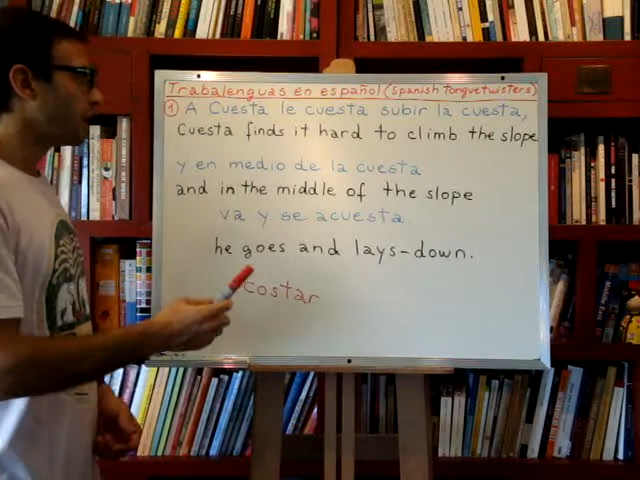 Trabalenguas en español (Spanish Tonguetwisters)
1 A Cuesta le cuesta subir la cuesta,
Cuesta finds it hard to climb the slope
y en medio de la cuesta
and in the middle of the slope
va y se acuesta
he goes and lays-down.
costar